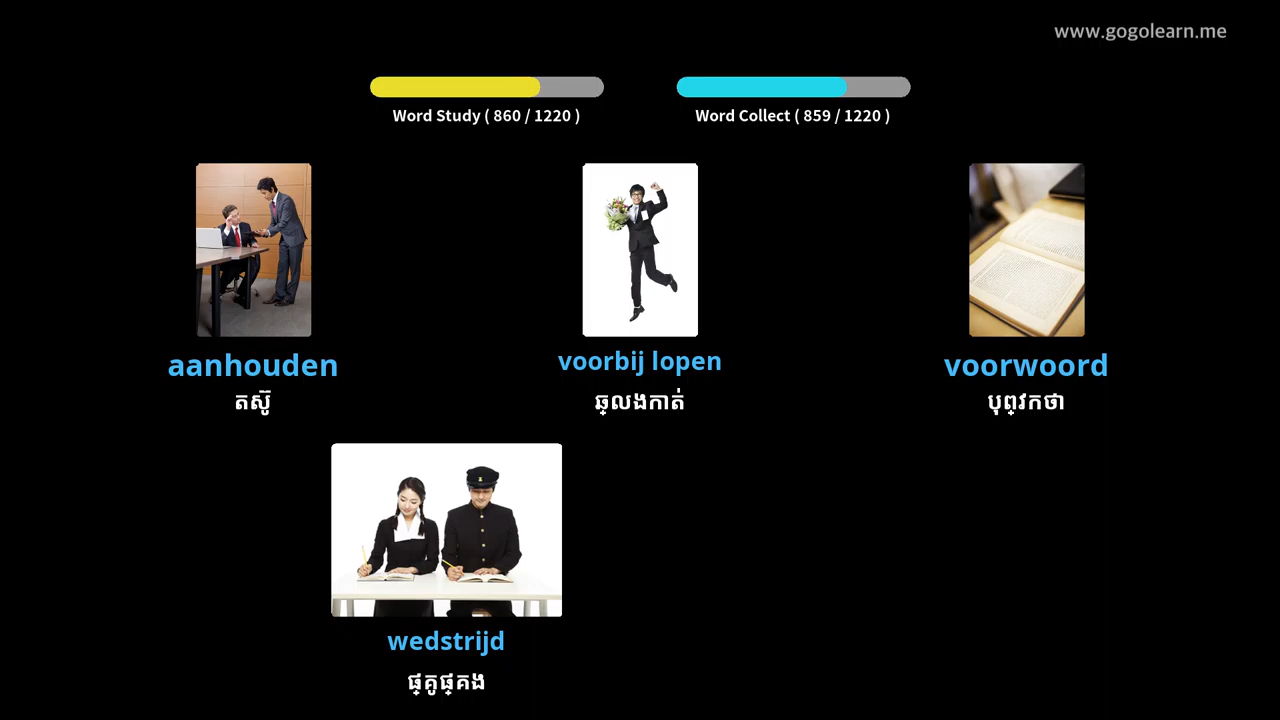 www.gogolearn.me
Word Study ( 860 / 1220 )
Word Collect ( 859 / 1220 )
aanhouden
តស៊ូ
voorbij lopen
ឆ្លងកាត់
voorwoord
បុព្វកថា
wedstrijd
ផ្គូផ្គង